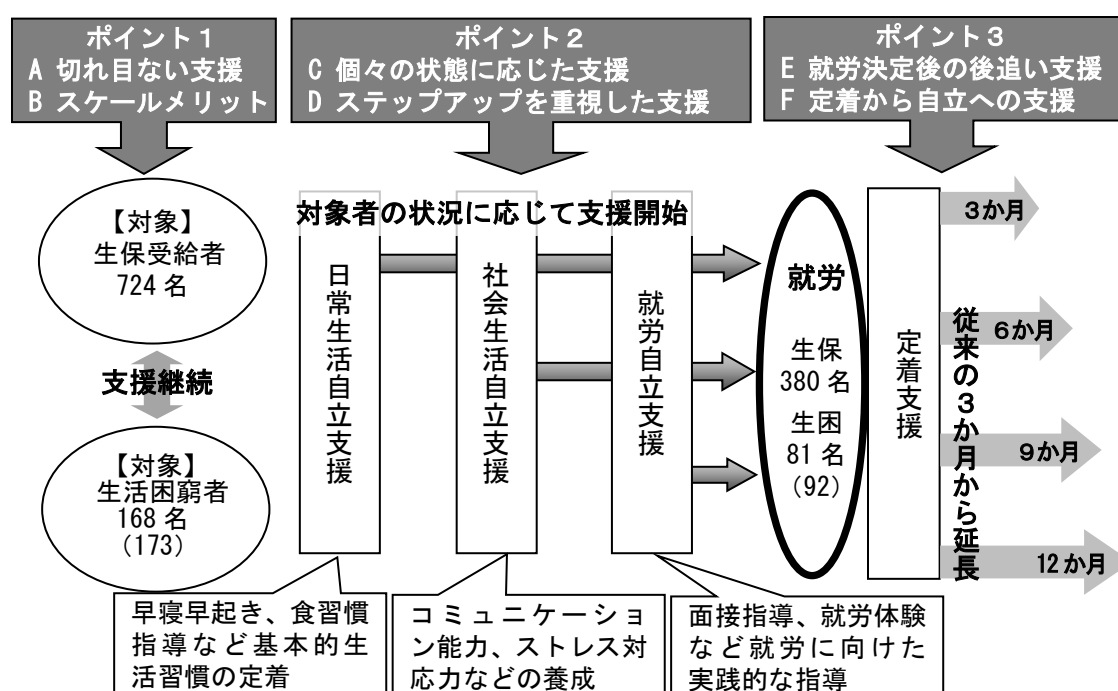 ポイント1
A 切れ目ない支援
B スケールメリット
ポイント2
C 個々の状態に応じた支援
D ステップアップを重視した支援
ポイント3
E 就労決定後の後追い支援
F 定着から自立への支援
【対象】
生保受給者
724 名
支援継続
【対象】
生活困窮者
168 名
(173)
対象者の状況に応じて支援開始
日常生活自立支援
社会生活自立支援
就労自立支援
就労
生保
380 名
生困
81 名
(92)
定着支援
従来の3か月から延長
3か月
6か月
9か月
12か月
早寝早起き、食習慣
指導など基本的生
活習慣の定着
コミュニケーショ
ン能力、ストレス対
応力などの養成
面接指導、就労体験
など就労に向けた
実践的な指導